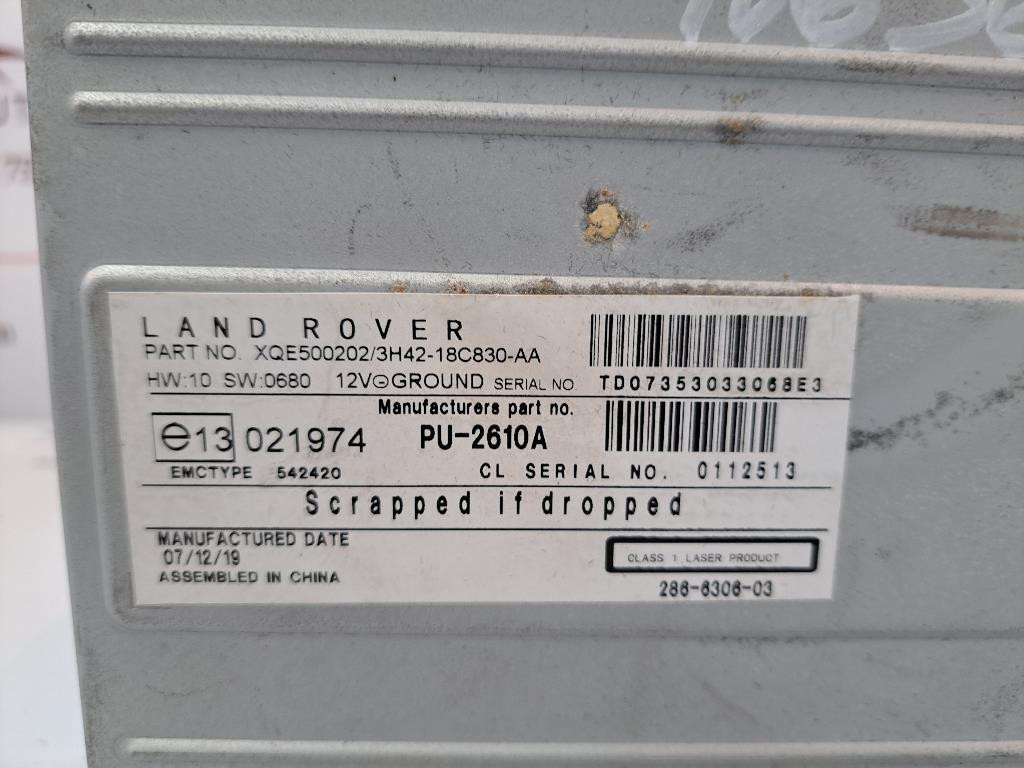 LAND ROVER
PART NO. XQE500202/3H42-18C830-AA
HW:10 SW:0680 12V⊖GROUND SERIAL NO. TD07353033068E3
Manufacturers part no.
e13 021974 PU-2610A
EMCTYPE 542420 CL SERIAL NO. 0112513
Scrapped if dropped
MANUFACTURED DATE
07/12/19
CLASS 1 LASER PRODUCT
ASSEMBLED IN CHINA
286-6306-03